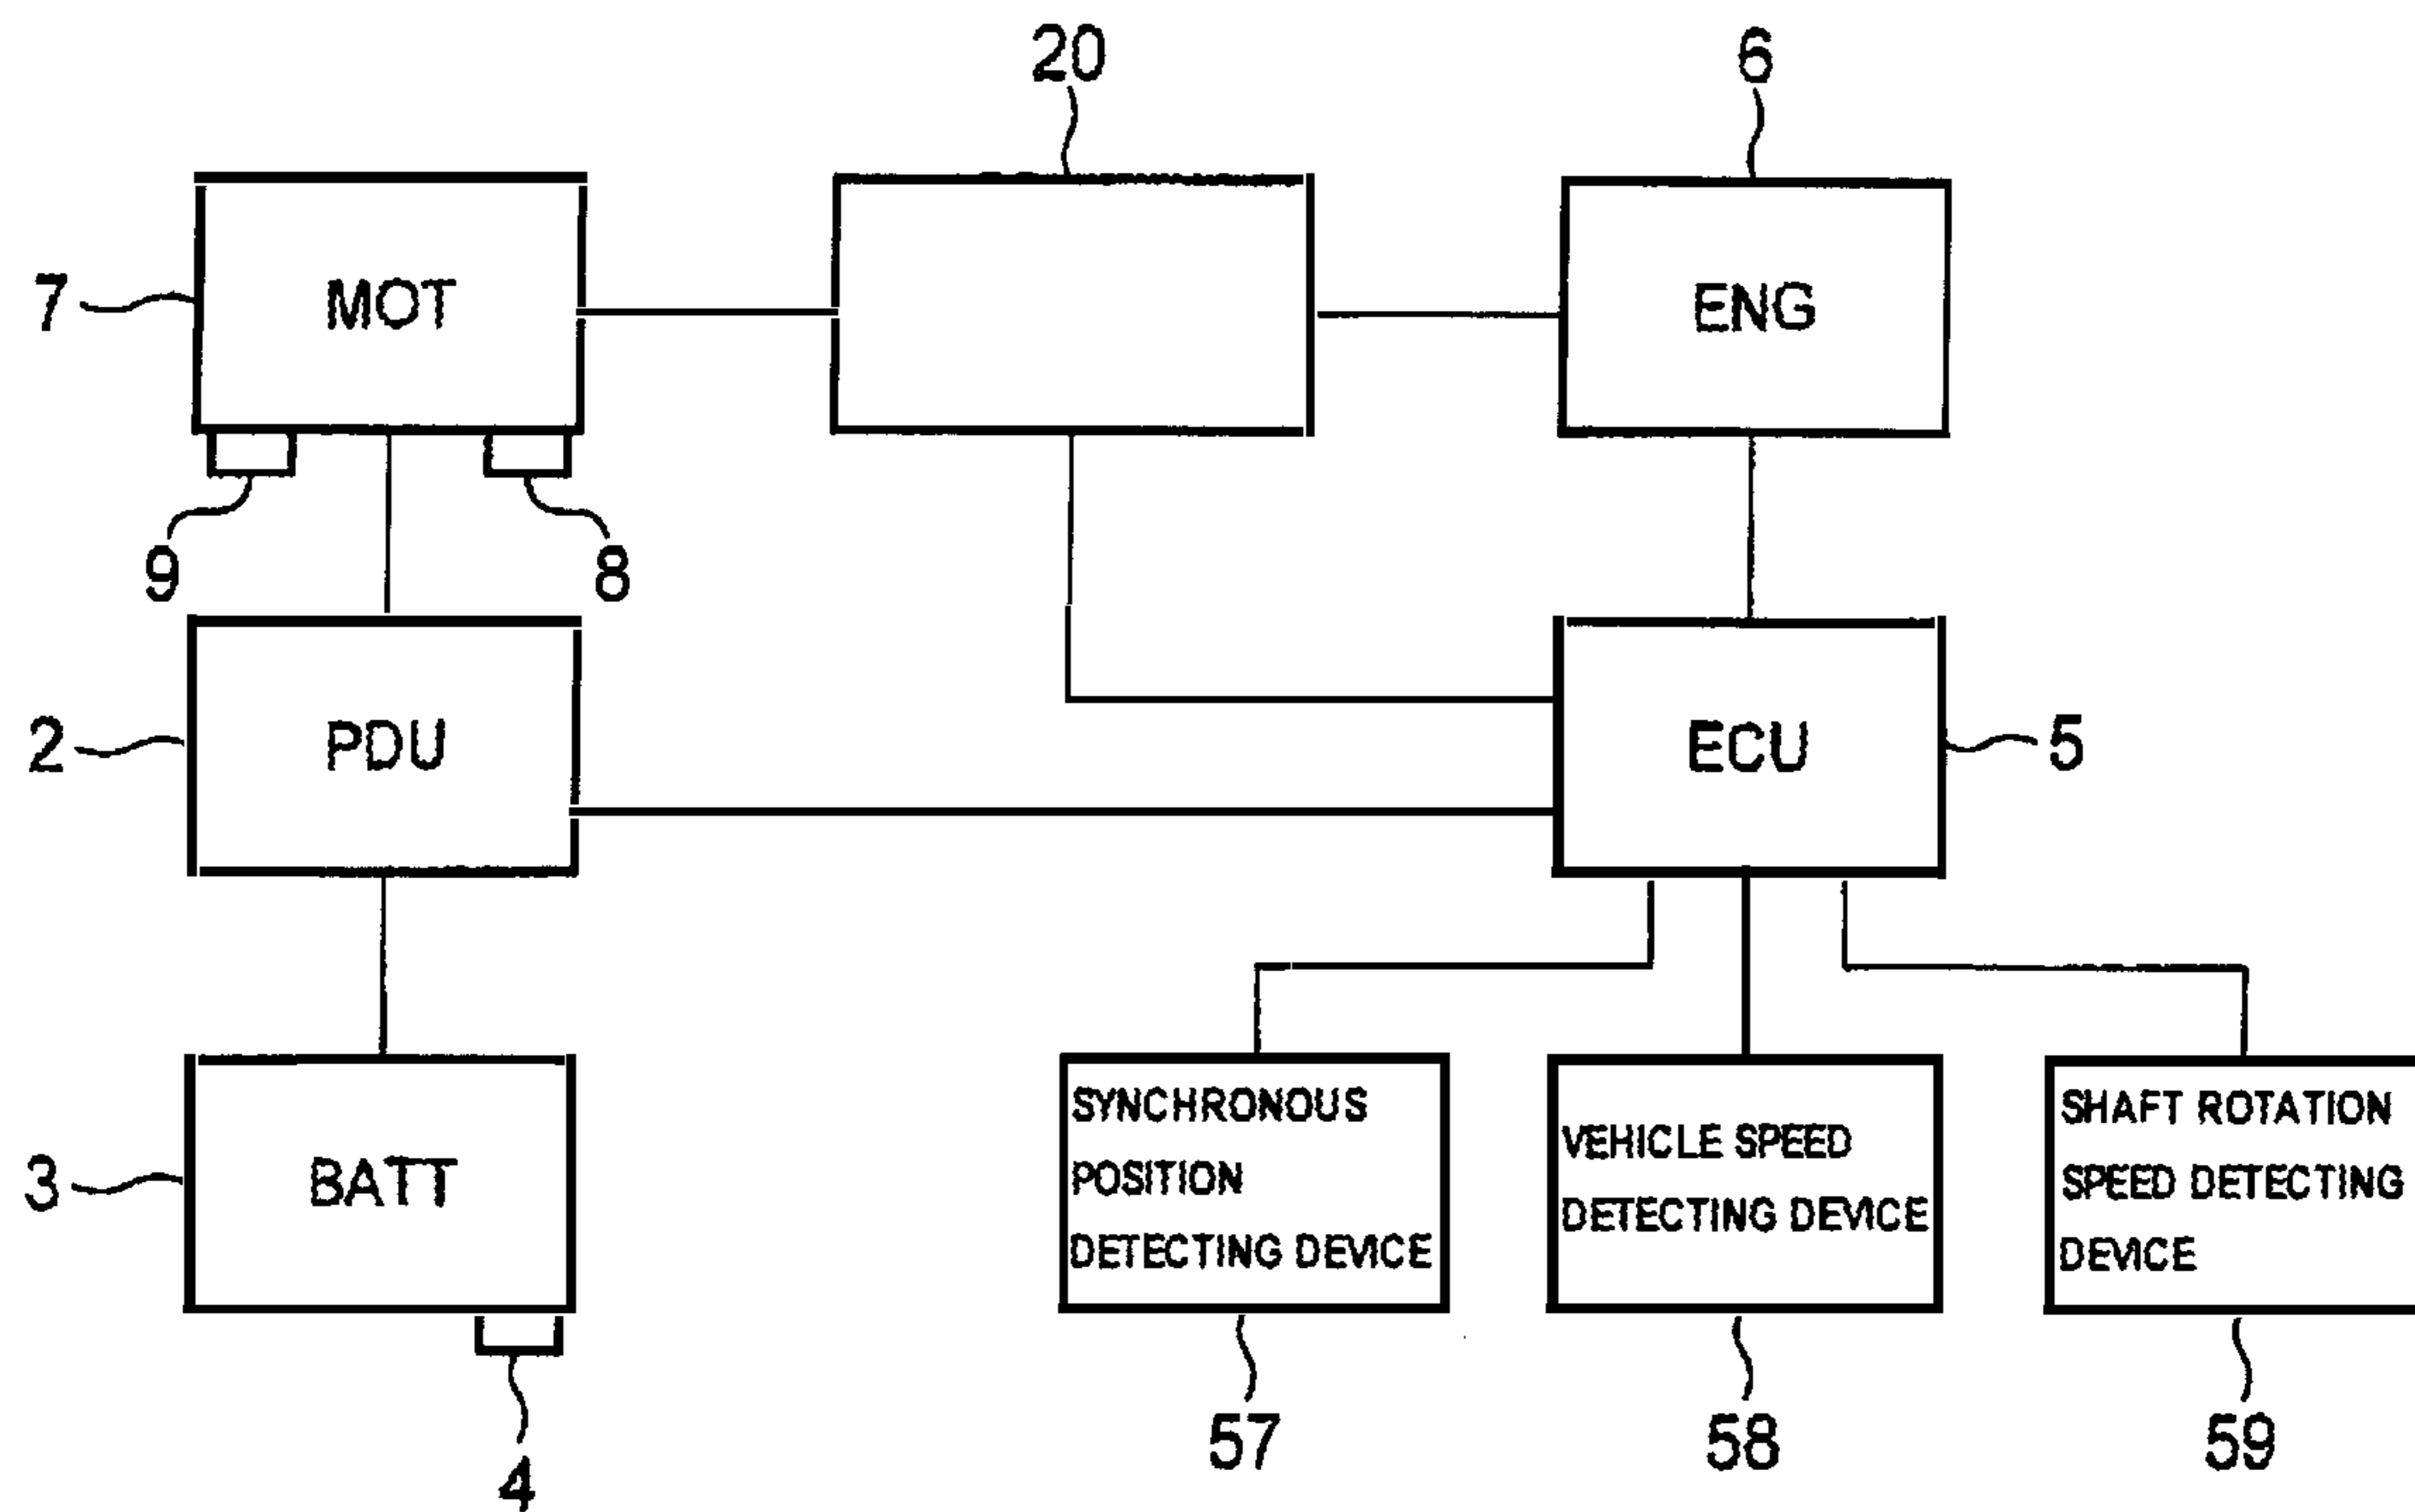 20
6
7
MOT
ENG
9
8
2
PDU
ECU
5
3
BATT
SYNCHRONOUS
POSITION
DETECTING DEVICE
VEHICLE SPEED
DETECTING DEVICE
SHAFT ROTATION
SPEED DETECTING
DEVICE
4
57
58
59